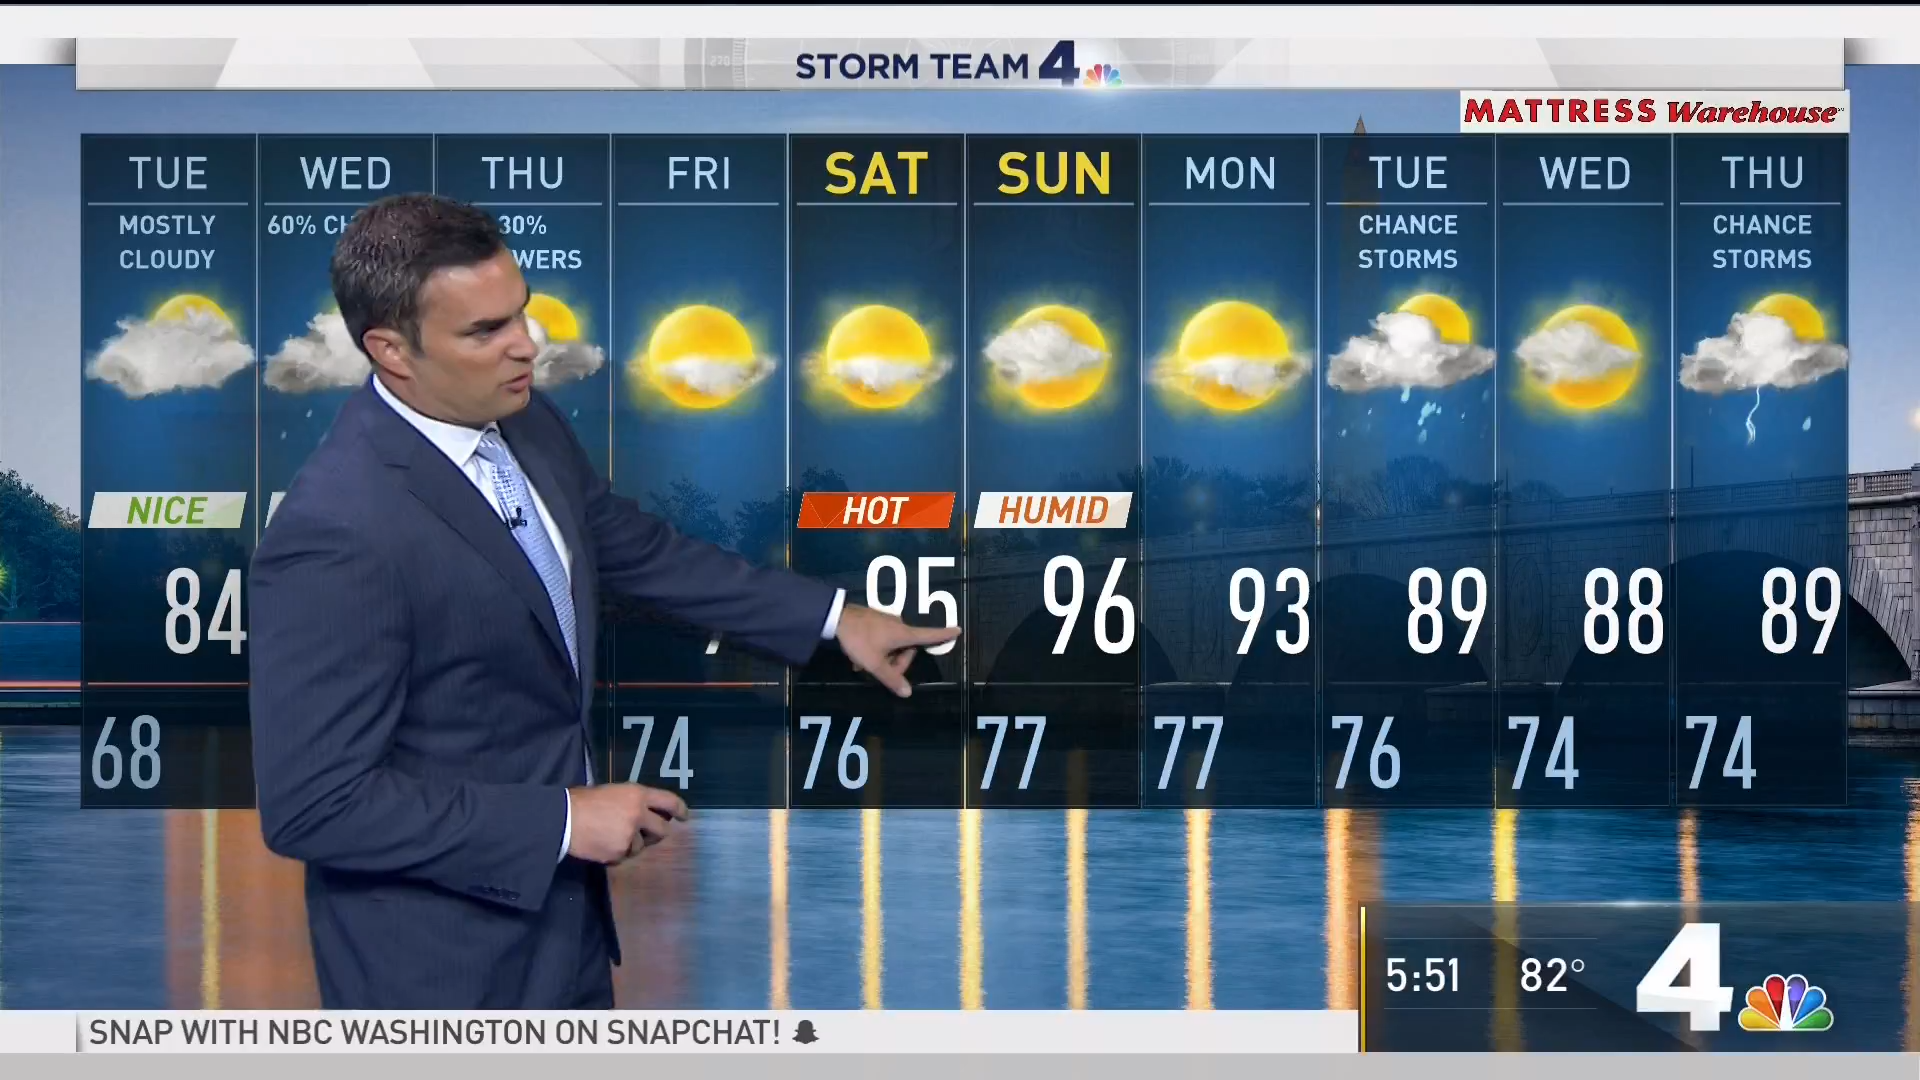 STORM TEAM 4
MATTRESS Warehouse
TUE
WED
THU
FRI
SAT
SUN
MON
TUE
WED
THU
MOSTLY
CLOUDY
60%
30%
CHANCE
STORMS
CHANCE
STORMS
NICE
HOT
HUMID
84
95
96
93
89
88
89
68
74
76
77
77
76
74
74
5:51 82°
4
SNAP WITH NBC WASHINGTON ON SNAPCHAT!